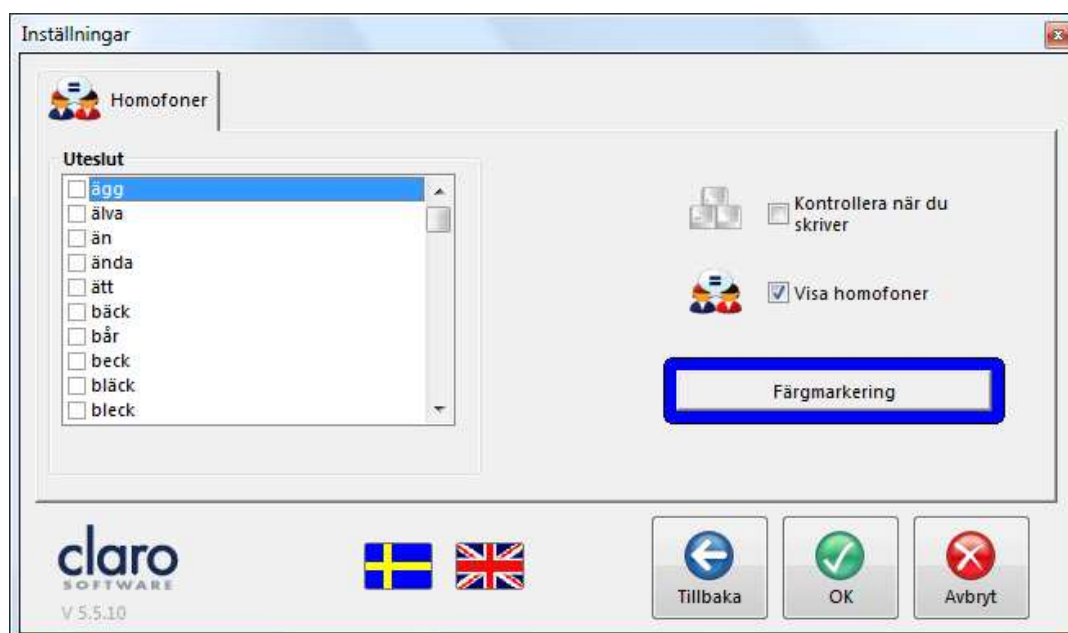 Inställningar
Homofoner
Uteslut
ägg
älva
än
ända
ätt
bäck
bår
beck
bläck
bleck
Kontrollera när du
skriver
Visa homofoner
Färgmarkering
claro
SOFTWARE
V 5.5.10
Tillbaka
OK
Avbryt